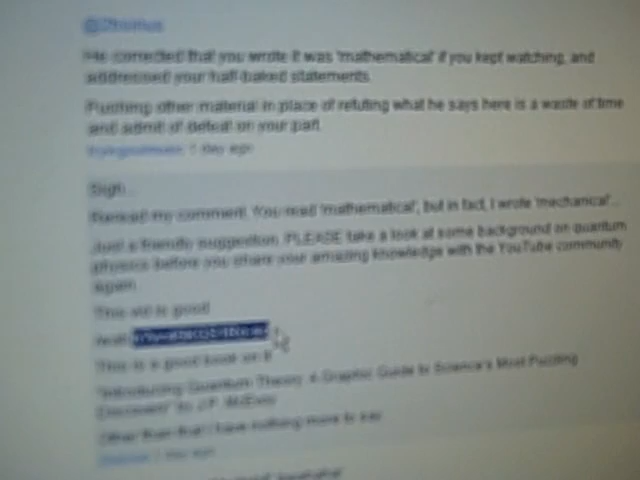 He corrected that you wrote it was 'mathematical' if you kept watching, and
addressed your half-baked statements.
Pushing other material in place of refuting what he says here is a waste of time
and admit of defeat on your part.
1 day ago
Sigh...
Reread my comment. You read 'mathematical', but in fact, I wrote 'mechanical'...
Just a friendly suggestion. PLEASE take a look at some background on quantum
physics before you share your amazing knowledge with the YouTube community
again.
This vid is good
This is a good book on it
"Introducing Quantum Theory: a Graphic Guide to Science's Most Puzzling
Discovery" by J.P. McEvoy
Other than that I have nothing more to say
1 day ago